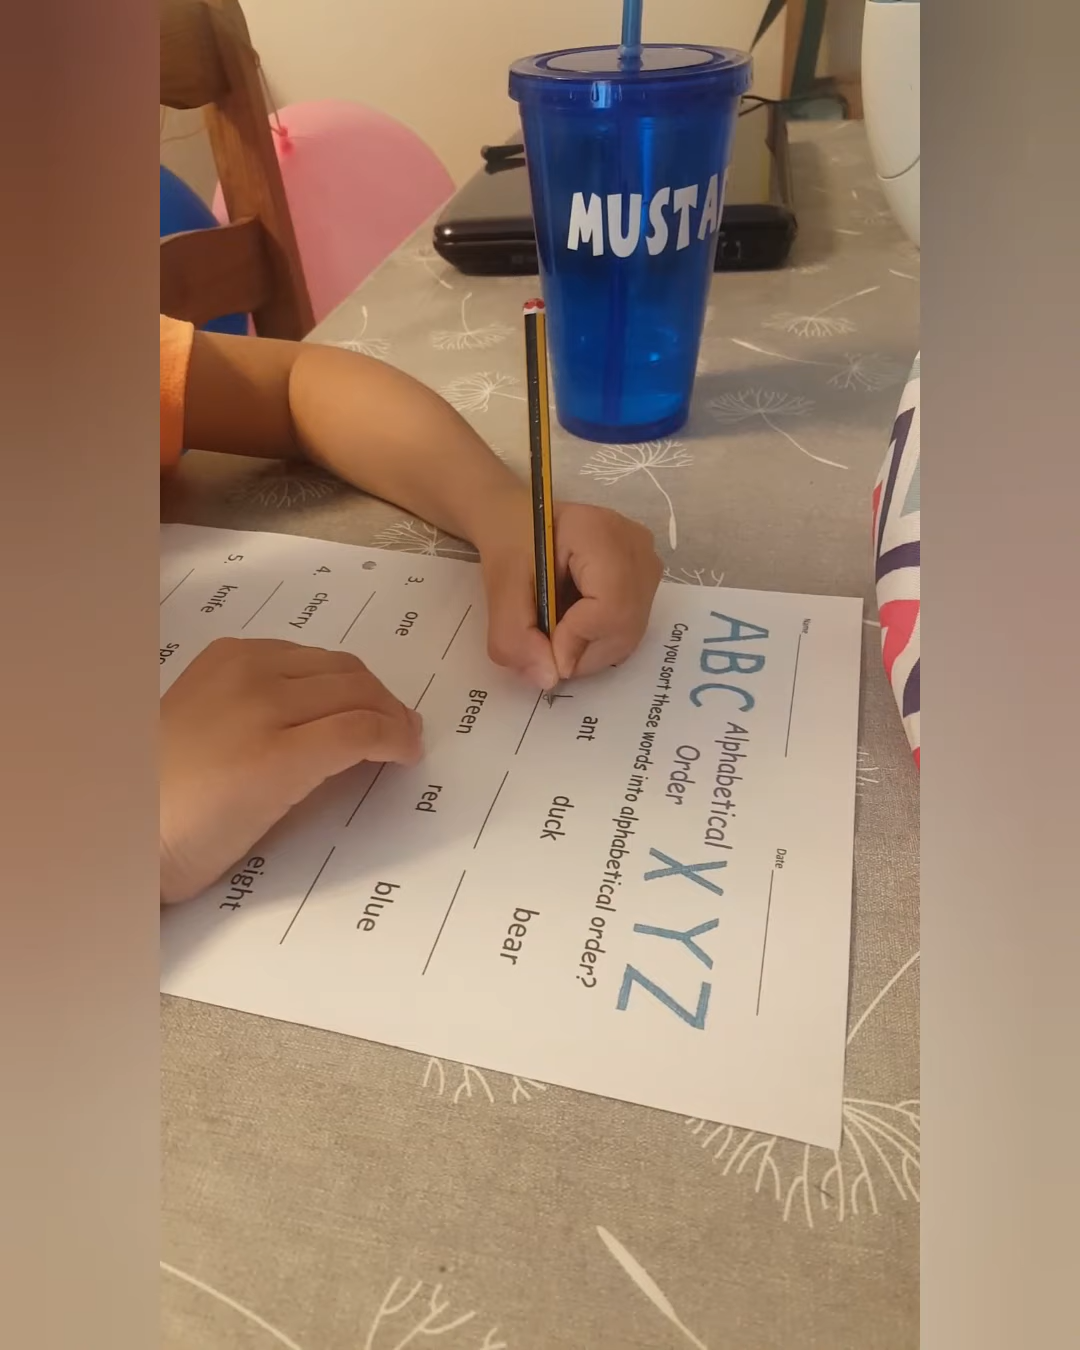 MUSTA
Name
Date
ABC Alphabetical Order XYZ
Can you sort these words into alphabetical order?
ant duck bear
green red blue
3. one eight
4. cherry
5. knife